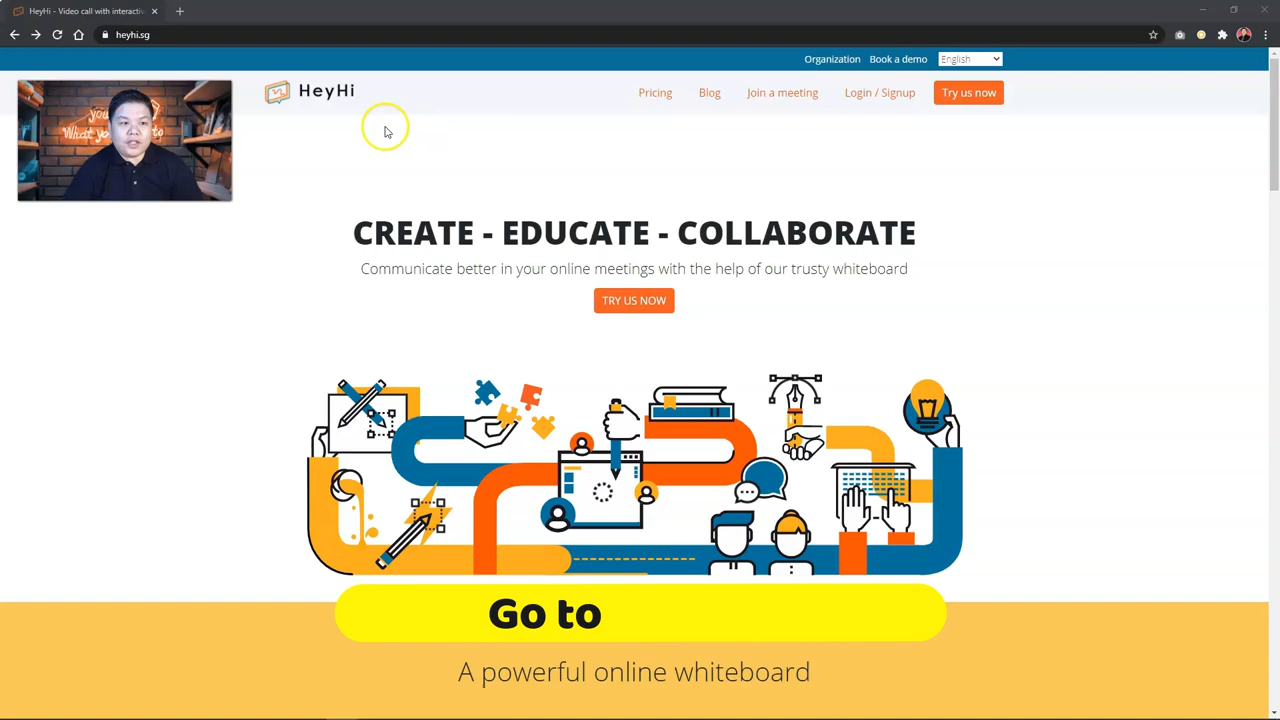 HeyHi - Video call with interactiv
heyhi.sg
Organization
Book a demo
English
HeyHi
Pricing
Blog
Join a meeting
Login / Signup
Try us now
CREATE - EDUCATE - COLLABORATE
Communicate better in your online meetings with the help of our trusty whiteboard
TRY US NOW
Go to
A powerful online whiteboard